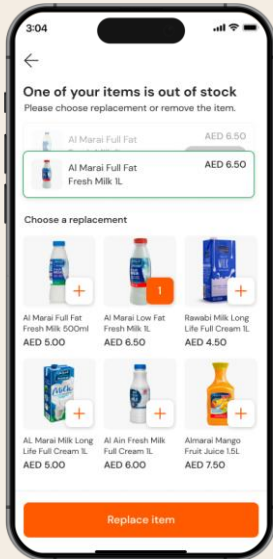 3:04
One of your items is out
of stock
Please choose replacement or remove the item.
Al Marai Full Fat
AED 6.50
Al Marai Full Fat
Fresh Milk 1L
AED 6.50
Choose a replacement
+
1
+
Al Marai Full Fat
Fresh Milk 500ml
AED 5.00
Al Marai Low Fat
Fresh Milk 1L
AED 6.50
Rawabi Milk Long
Life Full Cream 1L
AED 4.50
+
+
+
AL Marai Milk Long
Life Full Cream 1L
AED 5.00
Al Ain Fresh Milk
Full Cream 1L
AED 6.00
Almarai Mango
Fruit Juice 1.5L
AED 7.50
Replace item